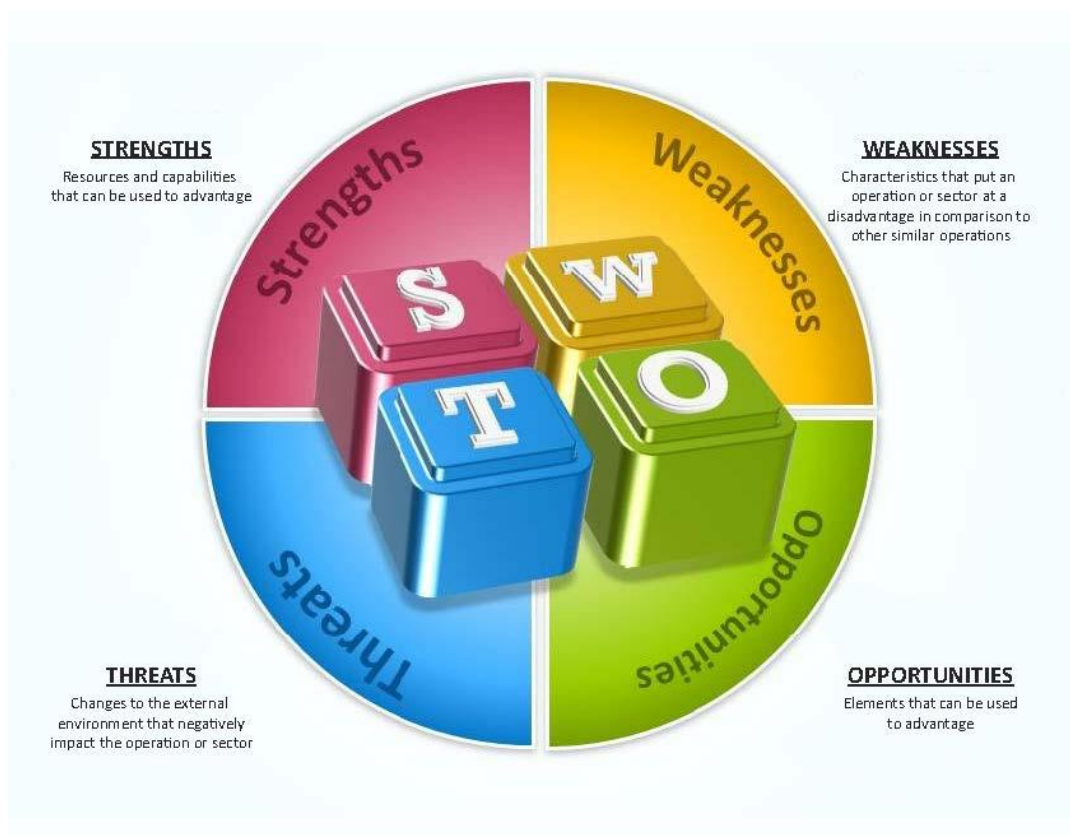 STRENGTHS
Resources and capabilities
that can be used to advantage
Strengths
Weaknesses
WEAKNESSES
Characteristics that put an
operation or sector at a
disadvantage in comparison to
other similar operations
S
W
T
O
Threats
Opportunities
THREATS
Changes to the external
environment that negatively
impact the operation or sector
OPPORTUNITIES
Elements that can be used
to advantage